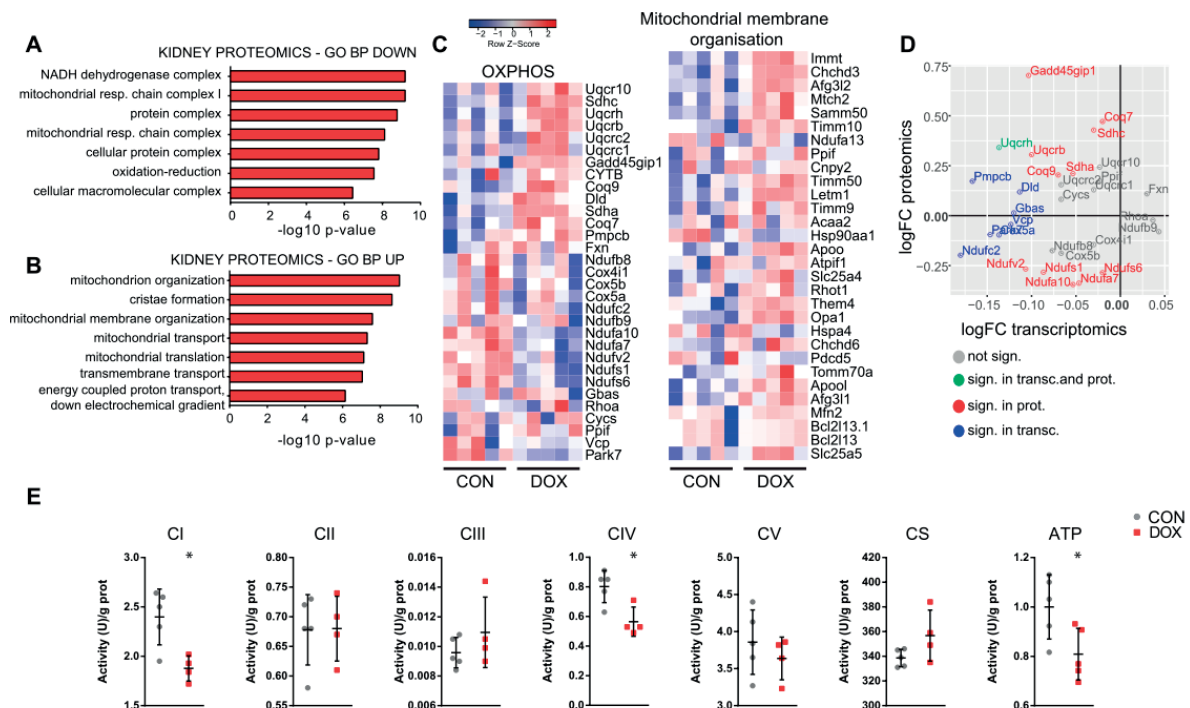 A
KIDNEY PROTEOMICS - GO BP DOWN
NADH dehydrogenase complex
mitochondrial resp. chain complex I
protein complex
mitochondrial resp. chain complex
cellular protein complex
oxidation-reduction
cellular macromolecular complex
0 2 4 6 8 10
-log10 p-value
B
KIDNEY PROTEOMICS - GO BP UP
mitochondrion organization
cristae formation
mitochondrial membrane organization
mitochondrial transport
mitochondrial translation
transmembrane transport
energy coupled proton transport,
down electrochemical gradient
0 2 4 6 8 10
-log10 p-value
C
-2 -1 0 1 2
Row Z-Score
OXPHOS
Uqcr10
Sdhc
Uqcrh
Uqcrb
Uqcrc2
Uqcrc1
Gadd45gip1
CYTB
Coq9
Dld
Sdha
Coq7
Pmpcb
Fxn
Ndufb8
Cox4i1
Cox5b
Cox5a
Ndufc2
Ndufb9
Ndufa10
Ndufa7
Ndufv2
Ndufs1
Ndufs6
Gbas
Rhoa
Cycs
Ppif
Vcp
Park7
CON DOX
Mitochondrial membrane
organisation
Immt
Chchd3
Afg3l2
Mtch2
Samm50
Timm10
Ndufa13
Ppif
Cnpy2
Timm50
Letm1
Timm9
Acaa2
Hsp90aa1
Apoo
Atpif1
Slc25a4
Rhot1
Them4
Opa1
Hspa4
Chchd6
Pdcd5
Tomm70a
Apool
Afg3l1
Mfn2
Bcl2l13.1
Bcl2l13
Slc25a5
CON DOX
D
logFC proteomics
0.75
0.50
0.25
0.00
−0.25
Gadd45gip1
Coq7
Sdhc
Uqcrh
Uqcrb
Uqcr10
Sdha
Coq9
Ppif
Uqcrc2
Uqcrc1
Pmpcb
Dld
Cycs
Fxn
Gbas
Vcp
Rhoa
Ndufb9
Cox4i1
Ndufb8
Cox5b
Ndufc2
Ndufv2
Ndufs1
Ndufs6
Ndufa10
Ndufa7
−0.15 −0.10 −0.05 0.00 0.05
logFC transcriptomics
not sign.
sign. in transc.and prot.
sign. in prot.
sign. in transc.
E
CON
DOX
CI
Activity (U)/g prot
3.0
2.5
2.0
1.5
*
CII
Activity (U)/g prot
0.80
0.75
0.70
0.65
0.60
0.55
CIII
Activity (U)/g prot
0.016
0.014
0.012
0.010
0.008
0.006
CIV
Activity (U)/g prot
1.0
0.8
0.6
0.4
0.2
0.0
*
CV
Activity (U)/g prot
5.0
4.5
4.0
3.5
3.0
CS
Activity (U)/g prot
420
400
380
360
340
320
300
ATP
Activity (U)/g prot
1.2
1.0
0.8
0.6
*